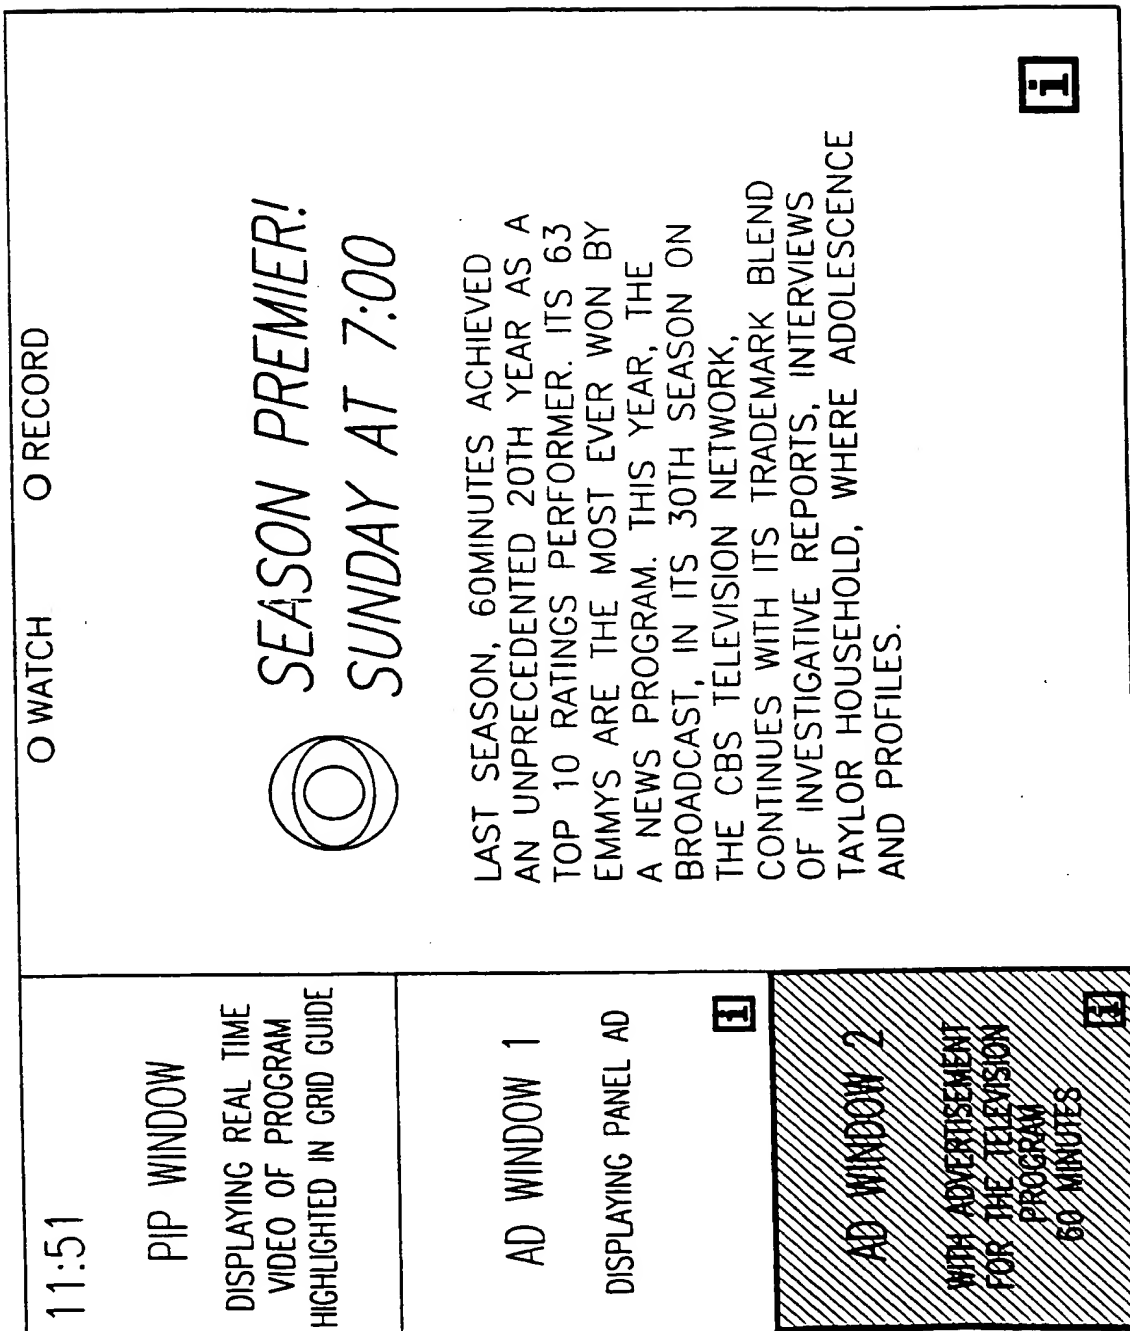 11:51
PIP WINDOW
DISPLAYING REAL TIME
VIDEO OF PROGRAM
HIGHLIGHTED IN GRID GUIDE
AD WINDOW 1
DISPLAYING PANEL AD
i
AD WINDOW 2
WITH ADVERTISEMENT
FOR THE TELEVISION
PROGRAM
60 MINUTES
i
O WATCH O RECORD
SEASON PREMIER!
SUNDAY AT 7:00
LAST SEASON, 60MINUTES ACHIEVED
AN UNPRECEDENTED 20TH YEAR AS A
TOP 10 RATINGS PERFORMER. ITS 63
EMMYS ARE THE MOST EVER WON BY
A NEWS PROGRAM. THIS YEAR, THE
BROADCAST, IN ITS 30TH SEASON ON
THE CBS TELEVISION NETWORK,
CONTINUES WITH ITS TRADEMARK BLEND
OF INVESTIGATIVE REPORTS, INTERVIEWS
TAYLOR HOUSEHOLD, WHERE ADOLESCENCE
AND PROFILES.
i